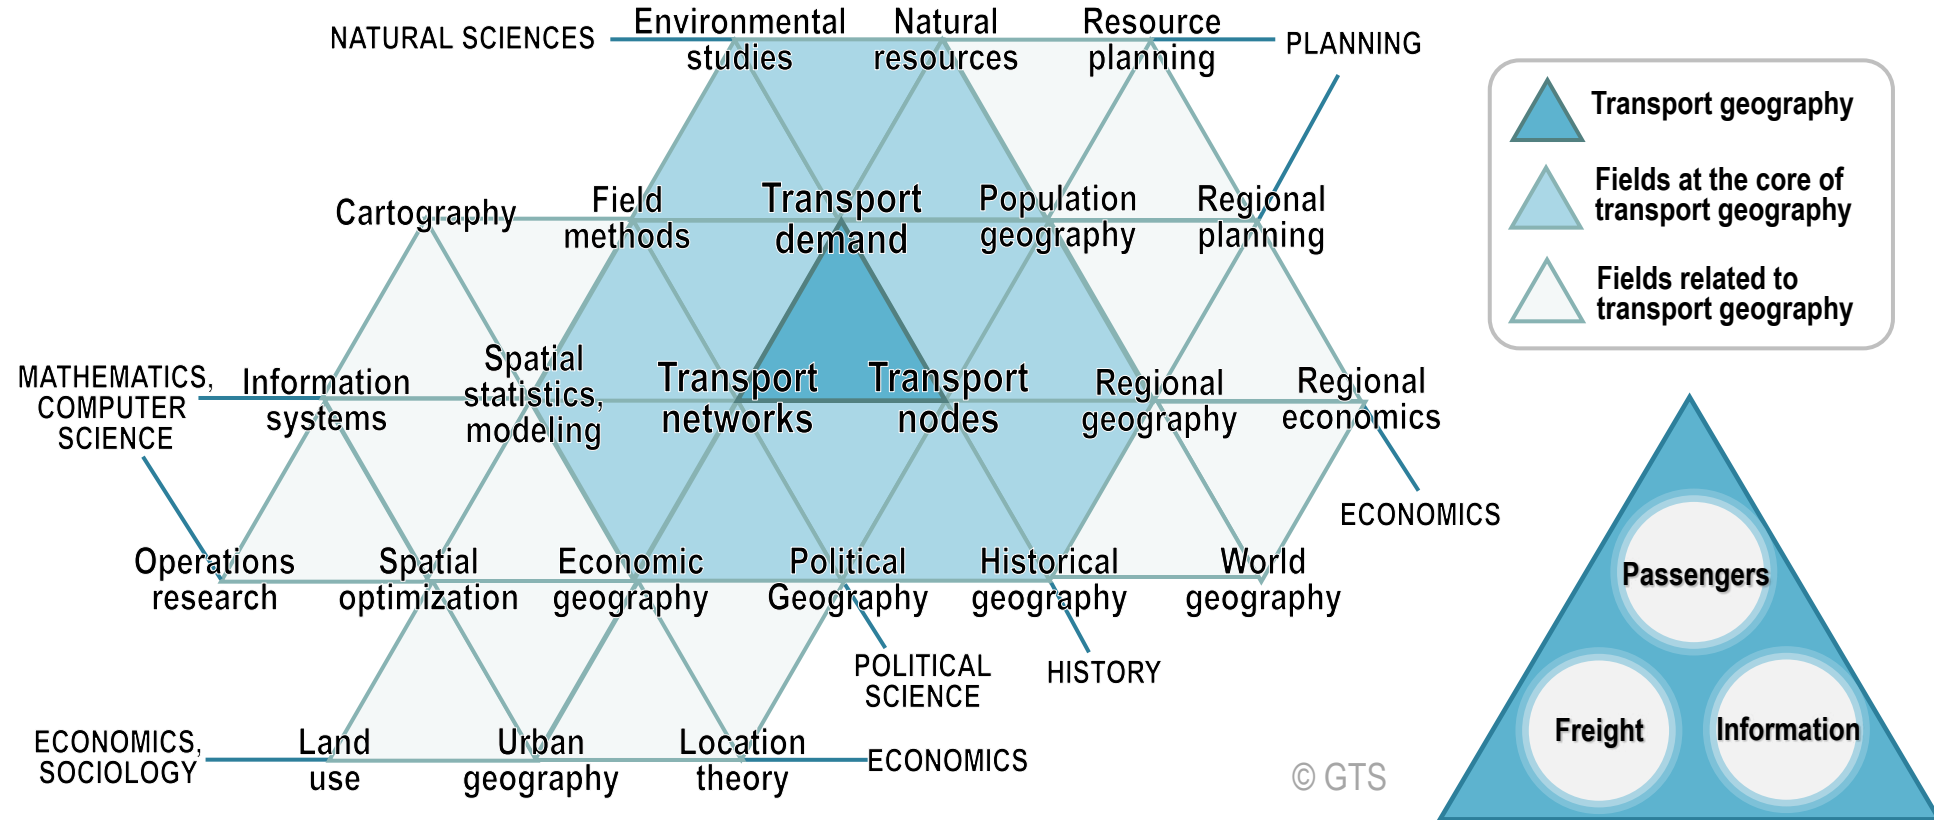 NATURAL SCIENCES
Environmental
studies
Natural
resources
Resource
planning
PLANNING
Cartography
Field
methods
Transport
demand
Population
geography
Regional
planning
MATHEMATICS,
COMPUTER
SCIENCE
Information
systems
Spatial
statistics,
modeling
Transport
networks
Transport
nodes
Regional
geography
Regional
economics
ECONOMICS
Operations
research
Spatial
optimization
Economic
geography
Political
Geography
Historical
geography
World
geography
POLITICAL
SCIENCE
HISTORY
ECONOMICS,
SOCIOLOGY
Land
use
Urban
geography
Location
theory
ECONOMICS
© GTS
Transport geography
Fields at the core of
transport geography
Fields related to
transport geography
Passengers
Freight
Information